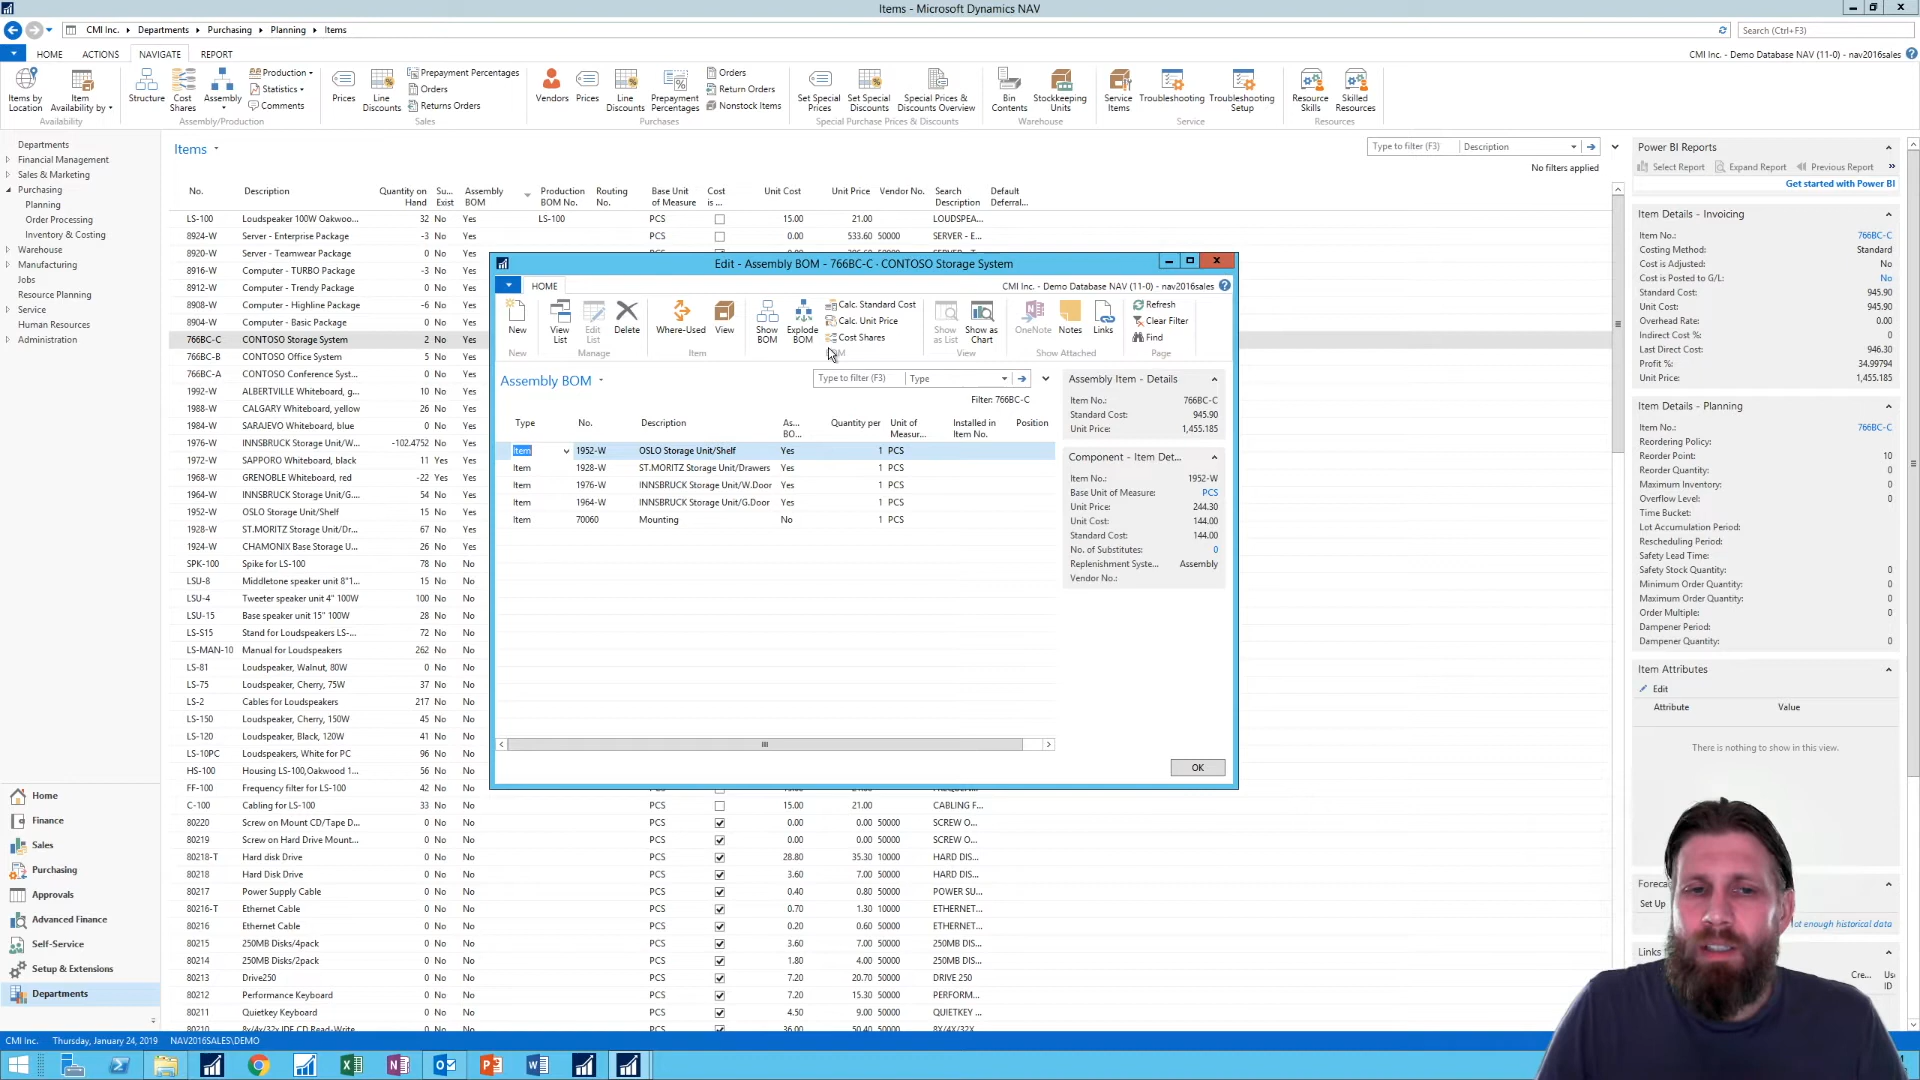 Items - Microsoft Dynamics NAV
CMI Inc. Departments Purchasing Planning Items
Search (Ctrl+F3)
HOME ACTIONS NAVIGATE REPORT
CMI Inc. - Demo Database NAV (11-0) - nav2016sales
Items by Location
Item Availability by
Availability
Structure
Cost Shares
Assembly
Production
Statistics
Comments
Assembly/Production
Prices
Line Discounts
Prepayment Percentages
Orders
Returns Orders
Sales
Vendors
Prices
Line Discounts
Prepayment Percentages
Orders
Return Orders
Nonstock Items
Purchases
Set Special Prices
Set Special Discounts
Special Prices & Discounts Overview
Special Purchase Prices & Discounts
Bin Contents
Stockkeeping Units
Warehouse
Service Items
Troubleshooting
Troubleshooting Setup
Service
Resource Skills
Skilled Resources
Resources
Departments
Financial Management
Sales & Marketing
Purchasing
Planning
Order Processing
Inventory & Costing
Warehouse
Manufacturing
Jobs
Resource Planning
Service
Human Resources
Administration
Home
Finance
Sales
Purchasing
Approvals
Advanced Finance
Self-Service
Setup & Extensions
Departments
Items
Type to filter (F3) Description
No filters applied
No. Description Quantity on Hand Su... Exist Assembly BOM Production BOM No. Routing No. Base Unit of Measure Cost is ... Unit Cost Unit Price Vendor No. Search Description Default Deferral...
LS-100 Loudspeaker 100W Oakwoo... 32 No Yes LS-100 PCS 15.00 21.00 LOUDSPEA...
8924-W Server - Enterprise Package -3 No Yes PCS 0.00 533.60 50000 SERVER - E...
8920-W Server - Teamwear Package 0 No Yes
8916-W Computer - TURBO Package -3 No Yes
8912-W Computer - Trendy Package 0 No Yes
8908-W Computer - Highline Package -6 No Yes
8904-W Computer - Basic Package 0 No Yes
766BC-C CONTOSO Storage System 2 No Yes
766BC-B CONTOSO Office System 5 No Yes
766BC-A CONTOSO Conference Syst... 0 No Yes
1992-W ALBERTVILLE Whiteboard, g... 10 No Yes
1988-W CALGARY Whiteboard, yellow 26 No Yes
1984-W SARAJEVO Whiteboard, blue 0 No Yes
1976-W INNSBRUCK Storage Unit/W... -102.4752 No Yes
1972-W SAPPORO Whiteboard, black 11 Yes Yes
1968-W GRENOBLE Whiteboard, red -22 Yes Yes
1964-W INNSBRUCK Storage Unit/G... 54 No Yes
1952-W OSLO Storage Unit/Shelf 15 No Yes
1928-W ST.MORITZ Storage Unit/Dr... 67 No Yes
1924-W CHAMONIX Base Storage U... 26 No Yes
SPK-100 Spike for LS-100 78 No No
LSU-8 Middletone speaker unit 8"1... 15 No No
LSU-4 Tweeter speaker unit 4" 100W 100 No No
LSU-15 Base speaker unit 15" 100W 28 No No
LS-S15 Stand for Loudspeakers LS-... 72 No No
LS-MAN-10 Manual for Loudspeakers 262 No No
LS-81 Loudspeaker, Walnut, 80W 0 No No
LS-75 Loudspeaker, Cherry, 75W 37 No No
LS-2 Cables for Loudspeakers 217 No No
LS-150 Loudspeaker, Cherry, 150W 45 No No
LS-120 Loudspeaker, Black, 120W 41 No No
LS-10PC Loudspeakers, White for PC 96 No No
HS-100 Housing LS-100,Oakwood 1... 56 No No
FF-100 Frequency filter for LS-100 42 No No
C-100 Cabling for LS-100 33 No No PCS 15.00 21.00 CABLING F...
80220 Screw on Mount CD/Tape D... 0 No No PCS 0.00 0.00 50000 SCREW O...
80219 Screw on Hard Drive Mount... 0 No No PCS 0.00 0.00 50000 SCREW O...
80218-T Hard disk Drive 0 No No PCS 28.80 35.30 10000 HARD DIS...
80218 Hard Disk Drive 0 No No PCS 3.60 7.00 50000 HARD DIS...
80217 Power Supply Cable 0 No No PCS 0.40 0.80 50000 POWER SU...
80216-T Ethernet Cable 0 No No PCS 0.70 1.30 10000 ETHERNET...
80216 Ethernet Cable 0 No No PCS 0.20 0.60 50000 ETHERNET...
80215 250MB Disks/4pack 0 No No PCS 3.60 7.00 50000 250MB DIS...
80214 250MB Disks/2pack 0 No No PCS 1.80 4.00 50000 250MB DIS...
80213 Drive250 0 No No PCS 7.20 20.70 50000 DRIVE 250
80212 Performance Keyboard 0 No No PCS 7.20 15.30 50000 PERFORM...
80211 Quietkey Keyboard 0 No No PCS 4.50 9.00 50000 QUIETKEY ...
80210 8x/4x/32x IDE CD Read-Write 0 No No PCS 36.00 50.40 50000 8X/4X/32X
Edit - Assembly BOM - 766BC-C · CONTOSO Storage System
HOME
CMI Inc. - Demo Database NAV (11-0) - nav2016sales
New
New
View List
Edit List
Delete
Manage
Where-Used
View
Item
Show BOM
Explode BOM
Calc. Standard Cost
Calc. Unit Price
Cost Shares
Show as List
Show as Chart
View
OneNote
Notes
Links
Show Attached
Refresh
Clear Filter
Find
Page
Assembly BOM
Type to filter (F3) Type
Filter: 766BC-C
Type No. Description As... BO... Quantity per Unit of Measur... Installed in Item No. Position
Item 1952-W OSLO Storage Unit/Shelf Yes 1 PCS
Item 1928-W ST.MORITZ Storage Unit/Drawers Yes 1 PCS
Item 1976-W INNSBRUCK Storage Unit/W.Door Yes 1 PCS
Item 1964-W INNSBRUCK Storage Unit/G.Door Yes 1 PCS
Item 70060 Mounting No 1 PCS
Assembly Item - Details
Item No.: 766BC-C
Standard Cost: 945.90
Unit Price: 1,455.185
Component - Item Det...
Item No.: 1952-W
Base Unit of Measure: PCS
Unit Price: 244.30
Unit Cost: 144.00
Standard Cost: 144.00
No. of Substitutes: 0
Replenishment Syste... Assembly
Vendor No.:
OK
Power BI Reports
Select Report Expand Report Previous Report »
Get started with Power BI
Item Details - Invoicing
Item No.: 766BC-C
Costing Method: Standard
Cost is Adjusted: No
Cost is Posted to G/L: No
Standard Cost: 945.90
Unit Cost: 945.90
Overhead Rate: 0.00
Indirect Cost %: 0
Last Direct Cost: 946.30
Profit %: 34.99794
Unit Price: 1,455.185
Item Details - Planning
Item No.: 766BC-C
Reordering Policy:
Reorder Point: 10
Reorder Quantity: 0
Maximum Inventory: 0
Overflow Level: 0
Time Bucket:
Lot Accumulation Period:
Rescheduling Period:
Safety Lead Time:
Safety Stock Quantity: 0
Minimum Order Quantity: 0
Maximum Order Quantity: 0
Order Multiple: 0
Dampener Period:
Dampener Quantity: 0
Item Attributes
Edit
Attribute Value
There is nothing to show in this view.
Set Up
enough historical data
Links
Cre...
ID
CMI Inc. Thursday, January 24, 2019 NAV2016SALES\DEMO